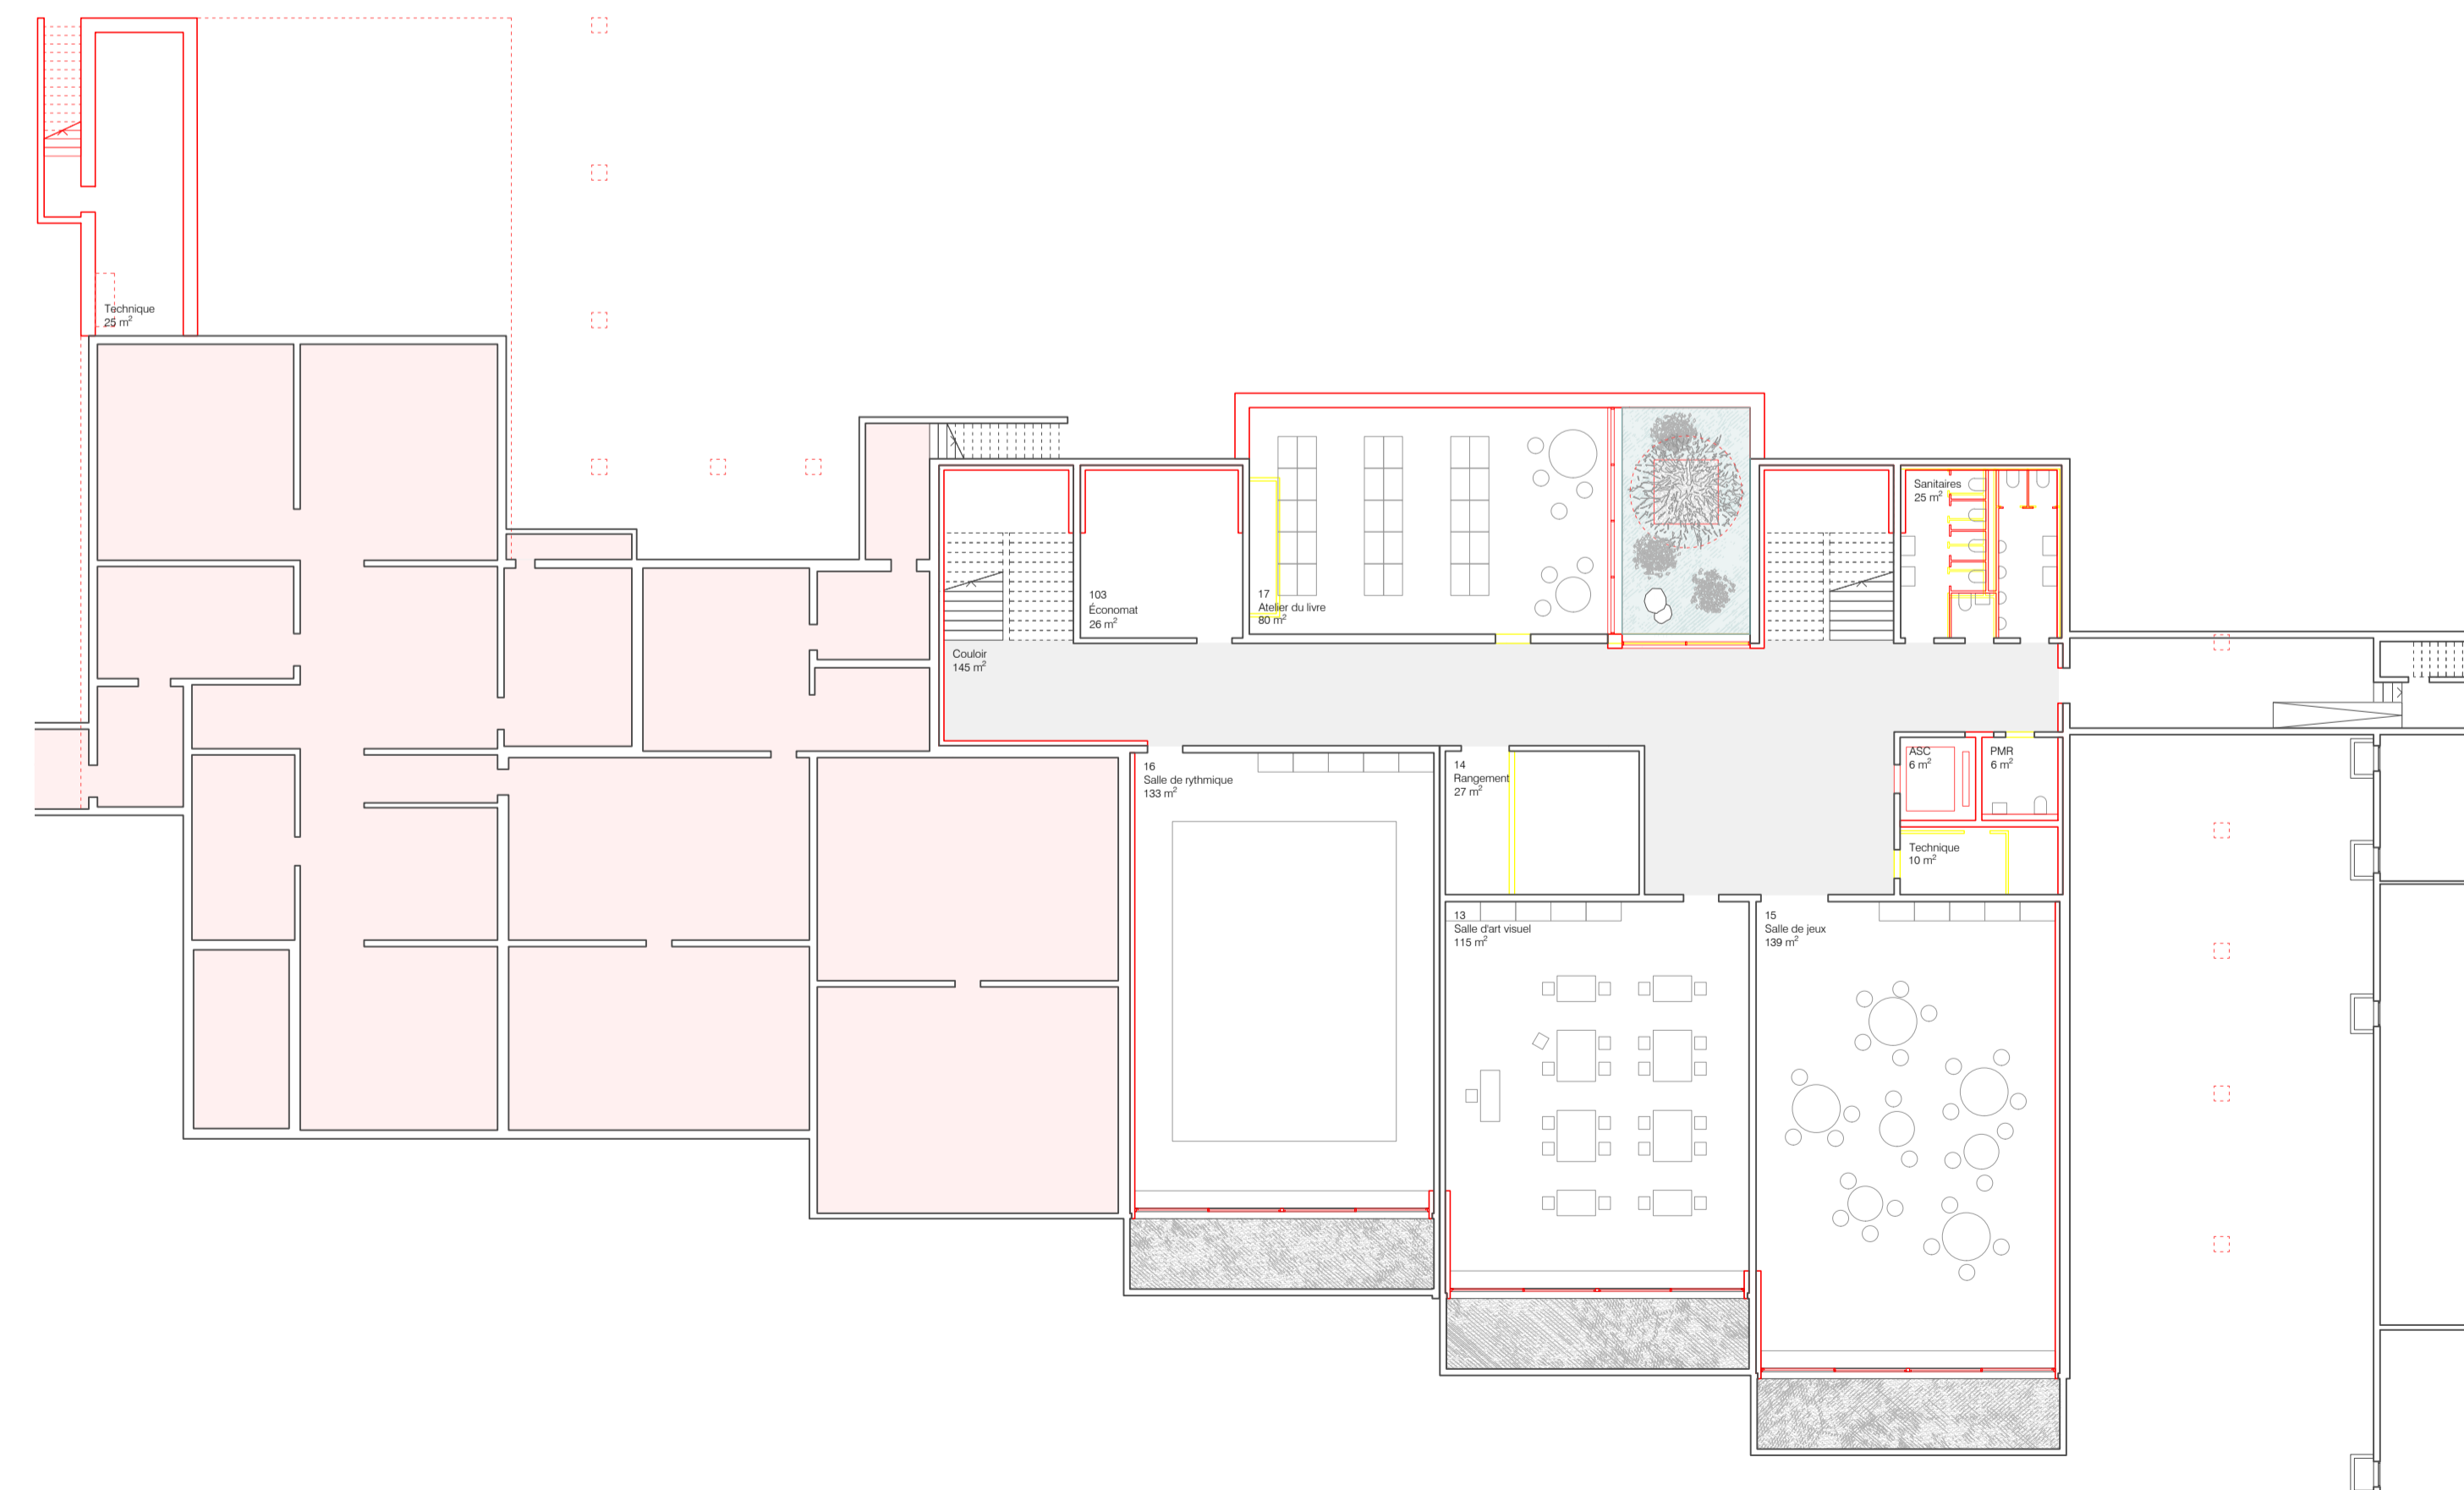 Technique
25 m²
Sanitaires
25 m²
103
Économat
26 m²
17
Atelier du livre
80 m²
Couloir
145 m²
16
Salle de rythmique
133 m²
14
Rangement
27 m²
ASC
6 m²
PMR
6 m²
Technique
10 m²
13
Salle d'art visuel
115 m²
15
Salle de jeux
139 m²